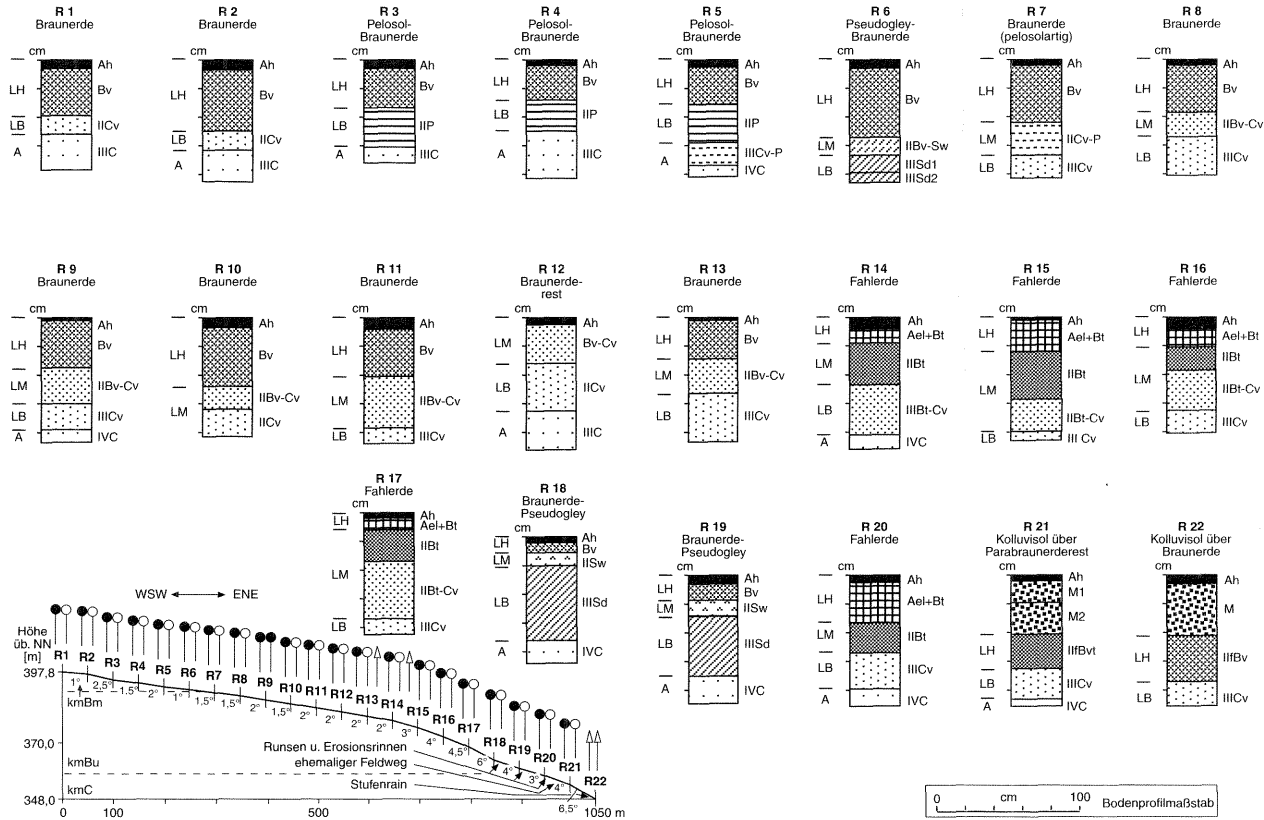 R 1
Braunerde
cm
Ah
LH
Bv
LB
IICv
A
IIIC
R 2
Braunerde
cm
Ah
LH
Bv
LB
IICv
A
IIIC
R 3
Pelosol-
Braunerde
cm
Ah
LH
Bv
LB
IIP
A
IIIC
R 4
Pelosol-
Braunerde
cm
Ah
LH
Bv
LB
IIP
A
IIIC
R 5
Pelosol-
Braunerde
cm
Ah
LH
Bv
LB
IIP
A
IIICv-P
IVC
R 6
Pseudogley-
Braunerde
cm
Ah
LH
Bv
LM
IIBv-Sw
LB
IIISd1
IIISd2
R 7
Braunerde
(pelosolartig)
cm
Ah
LH
Bv
LM
IICv-P
LB
IIICv
R 8
Braunerde
cm
Ah
LH
Bv
LM
IIBv-Cv
LB
IIICv
R 9
Braunerde
cm
Ah
LH
Bv
LM
IIBv-Cv
LB
IIICv
A
IVC
R 10
Braunerde
cm
Ah
LH
Bv
LM
IIBv-Cv
IICv
R 11
Braunerde
cm
Ah
LH
Bv
LM
IIBv-Cv
LB
IIICv
R 12
Braunerde-
rest
cm
Ah
LM
Bv-Cv
LB
IICv
A
IIIC
R 13
Braunerde
cm
Ah
LH
Bv
LM
IIBv-Cv
LB
IIICv
R 14
Fahlerde
cm
Ah
LH
Ael+Bt
LM
IIBt
LB
IIIBt-Cv
A
IVC
R 15
Fahlerde
cm
Ah
LH
Ael+Bt
LM
IIBt
IIBt-Cv
LB
III Cv
R 16
Fahlerde
cm
Ah
LH
Ael+Bt
IIBt
LM
IIBt-Cv
LB
IIICv
R 17
Fahlerde
cm
Ah
LH
Ael+Bt
IIBt
LM
IIBt-Cv
LB
IIICv
R 18
Braunerde-
Pseudogley
cm
Ah
LH
Bv
LM
IISw
LB
IIISd
A
IVC
R 19
Braunerde-
Pseudogley
cm
Ah
LH
Bv
LM
IISw
LB
IIISd
A
IVC
R 20
Fahlerde
cm
Ah
LH
Ael+Bt
LM
IIBt
LB
IIICv
A
IVC
R 21
Kolluvisol über
Parabraunerderest
cm
Ah
M1
M2
LH
IIfBvt
LB
IIICv
A
IVC
R 22
Kolluvisol über
Braunerde
cm
Ah
M
LH
IIfBv
LB
IIICv
WSW ENE
Höhe
üb. NN
[m]
397,8
370,0
348,0
R1 R2 R3 R4 R5 R6 R7 R8 R9 R10 R11 R12 R13 R14 R15 R16 R17 R18 R19 R20 R21 R22
1° 2,5° 1,5° 2° 1° 1,5° 1,5° 2° 1,5° 2° 2° 2° 2° 3° 4° 4,5° 6° 4° 3° 4° 6,5°
kmBm
kmBu
kmC
Runsen u. Erosionsrinnen
ehemaliger Feldweg
Stufenrain
0 100 500 1050 m
0 cm 100 Bodenprofilmaßstab